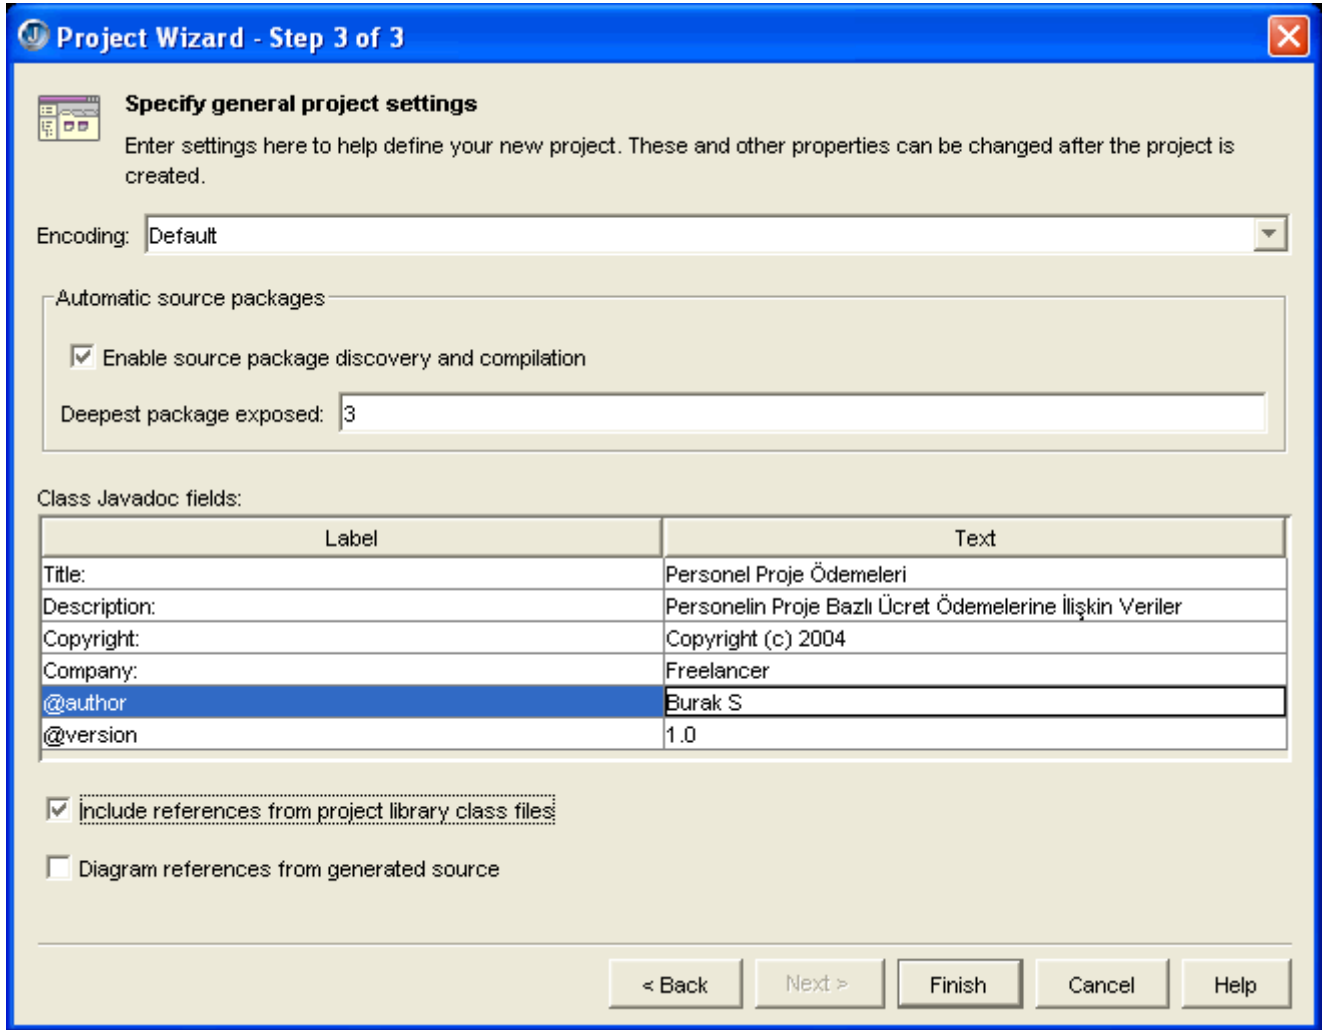 Project Wizard - Step 3 of 3
Specify general project settings
Enter settings here to help define your new project. These and other properties can be changed after the project is
created.
Encoding: Default
Automatic source packages
Enable source package discovery and compilation
Deepest package exposed: 3
Class Javadoc fields:
Label Text
Title: Personel Proje Ödemeleri
Description: Personelin Proje Bazlı Ücret Ödemelerine İlişkin Veriler
Copyright: Copyright (c) 2004
Company: Freelancer
@author Burak S
@version 1.0
Include references from project library class files
Diagram references from generated source
< Back Next > Finish Cancel Help